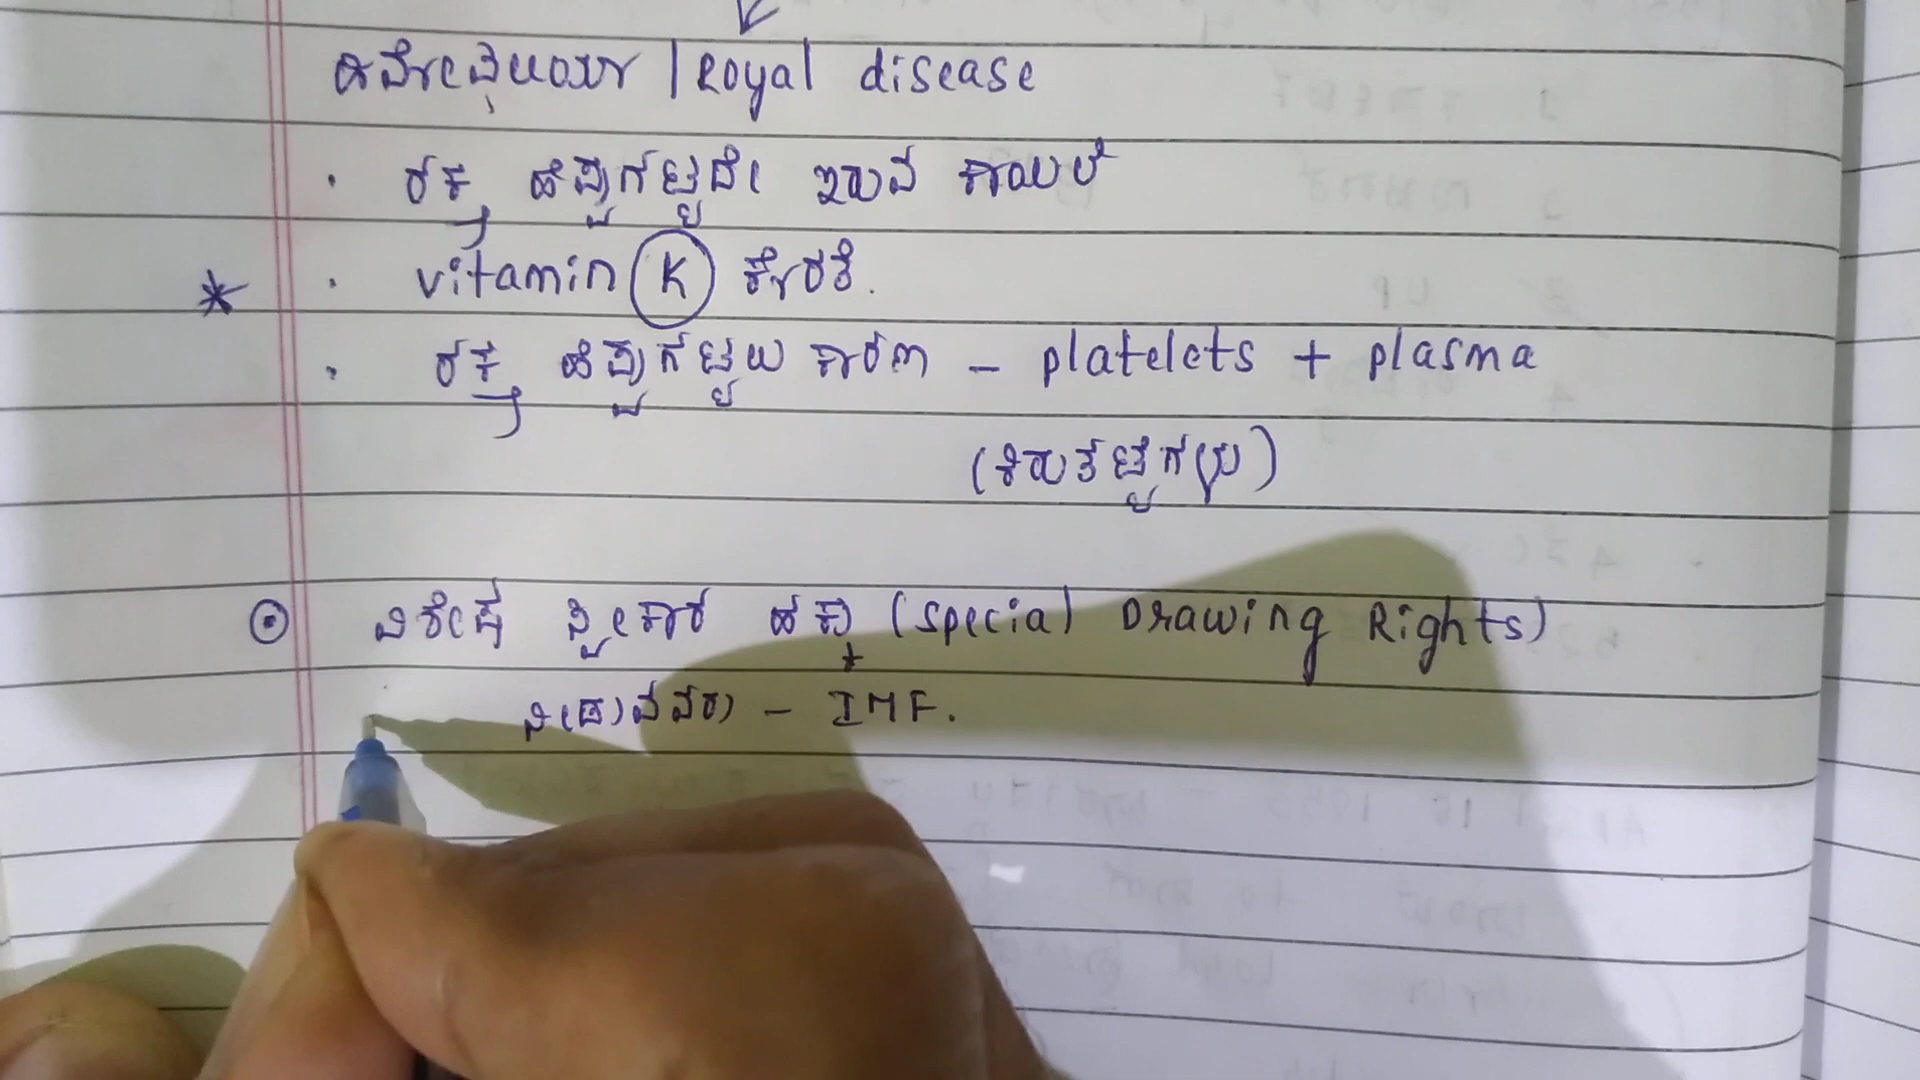 | Royal disease
· ರಕ್ತ ಹೆಪ್ಪುಗಟ್ಟದೇ ಇರುವ ಕಾಯಿಲೆ
* · vitamin K ಕೊರತೆ.
· ರಕ್ತ ಹೆಪ್ಪುಗಟ್ಟಲು ಕಾರಣ - platelets + plasma
(ಕಿರುತಟ್ಟೆಗಳು)
ವಿಶೇಷ ಸ್ವೀಕಾರ ಹಕ್ಕು (Special Drawing Rights)
- IMF.